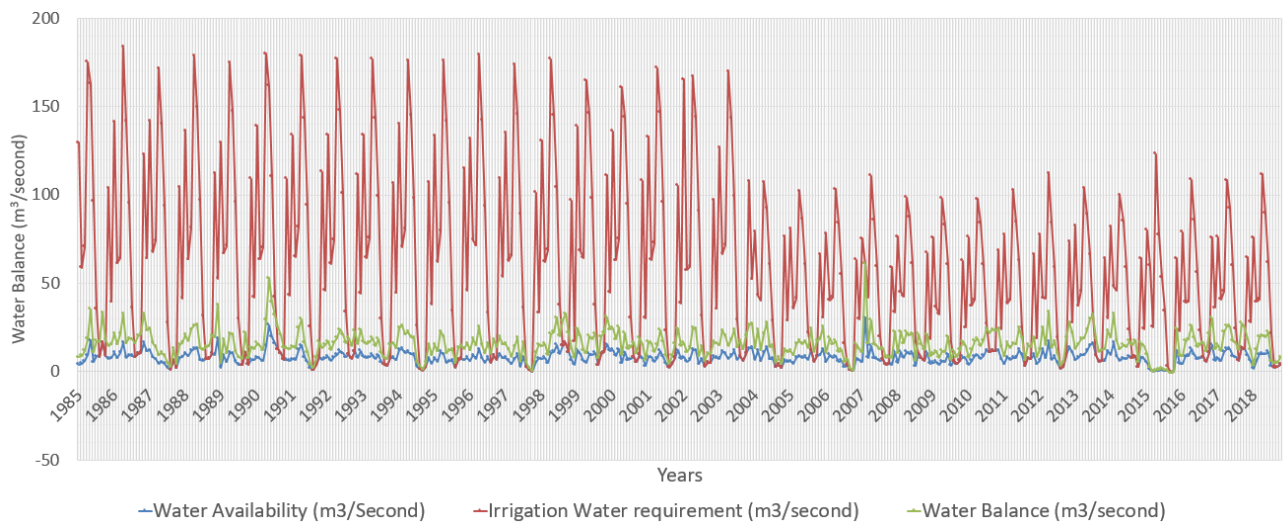 200
150
100
50
0
-50
Water Balance (m³/second)
1985 1986 1987 1988 1989 1990 1991 1992 1993 1994 1995 1996 1997 1998 1999 2000 2001 2002 2003 2004 2005 2006 2007 2008 2009 2010 2011 2012 2013 2014 2015 2016 2017 2018
Years
Water Availability (m3/Second) Irrigation Water requirement (m3/second) Water Balance (m3/second)